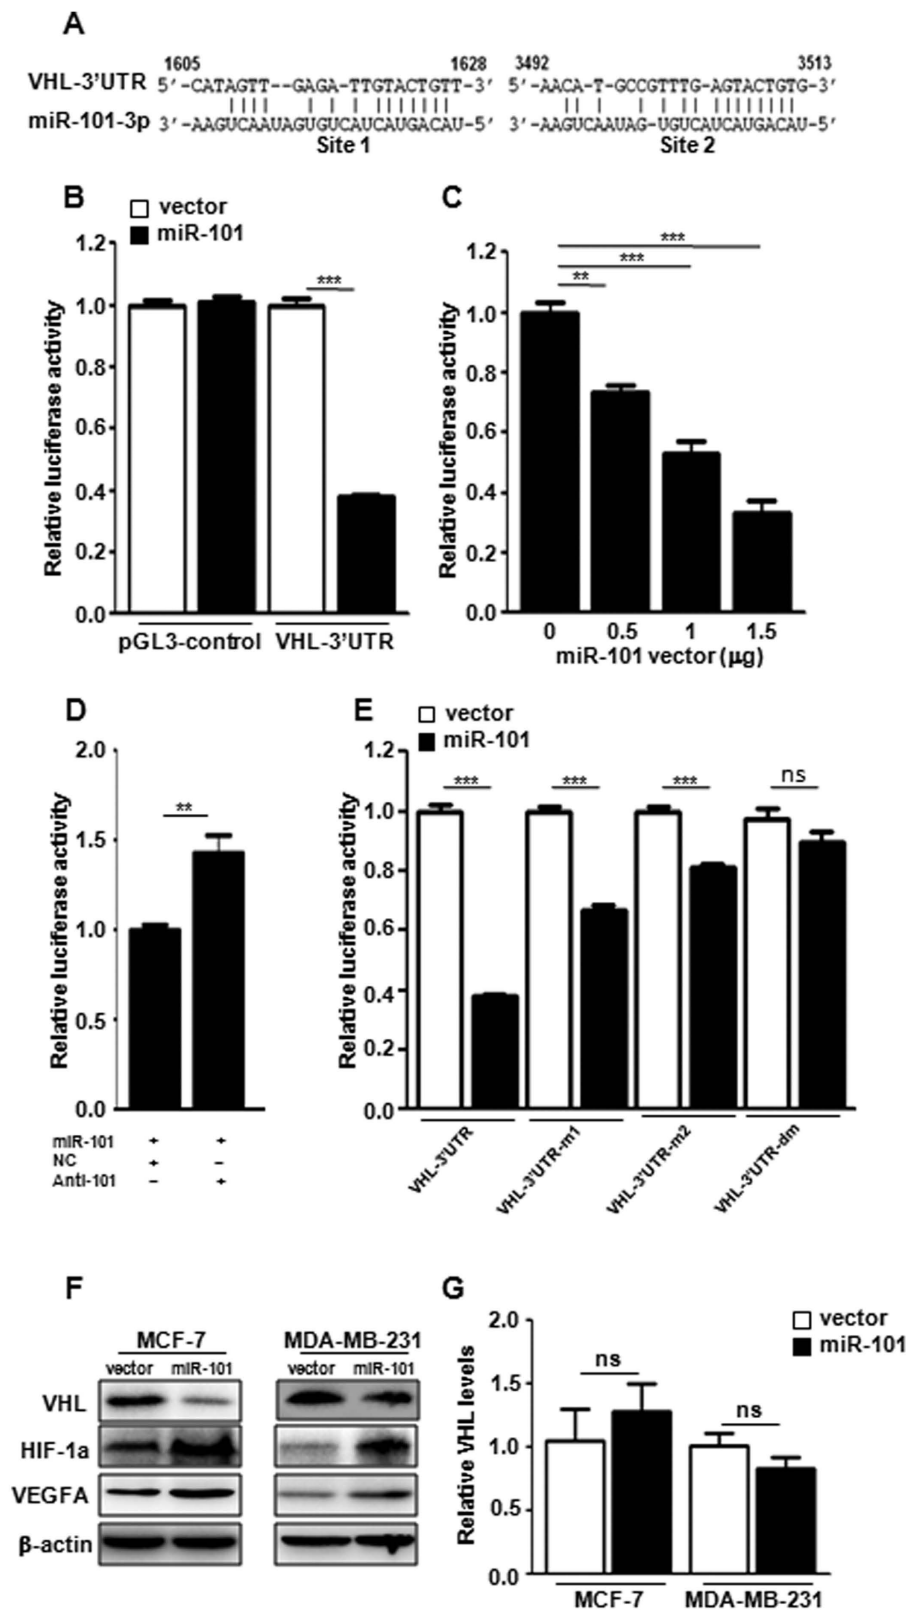 A
1605 1628 3492 3513
VHL-3'UTR 5'-CATAGTT--GAGA-TTGTACTGTT-3' 5'-AACA-T-GCCGTTTG-AGTACTGTG-3'
miR-101-3p 3'-AAGUCAAUAGUGUCAUCAUGACAU-5' 3'-AAGUCAAUAG-UGUCAUCAUGACAU-5'
Site 1 Site 2
B
vector
miR-101
Relative luciferase activity
1.2
1.0
0.8
0.6
0.4
0.2
0.0
***
pGL3-control VHL-3'UTR
C
Relative luciferase activity
1.2
1.0
0.8
0.6
0.4
0.2
0.0
***
***
**
0 0.5 1 1.5
miR-101 vector (μg)
D
Relative luciferase activity
2.0
1.5
1.0
0.5
0.0
**
miR-101 + +
NC + -
Anti-101 - +
E
vector
miR-101
Relative luciferase activity
1.2
1.0
0.8
0.6
0.4
0.2
0.0
*** *** *** ns
VHL-3'UTR
VHL-3'UTR-m1
VHL-3'UTR-m2
VHL-3'UTR-dm
F
MCF-7 MDA-MB-231
vector miR-101 vector miR-101
VHL
HIF-1a
VEGFA
β-actin
G
vector
miR-101
Relative VHL levels
2.0
1.5
1.0
0.5
0.0
ns ns
MCF-7 MDA-MB-231